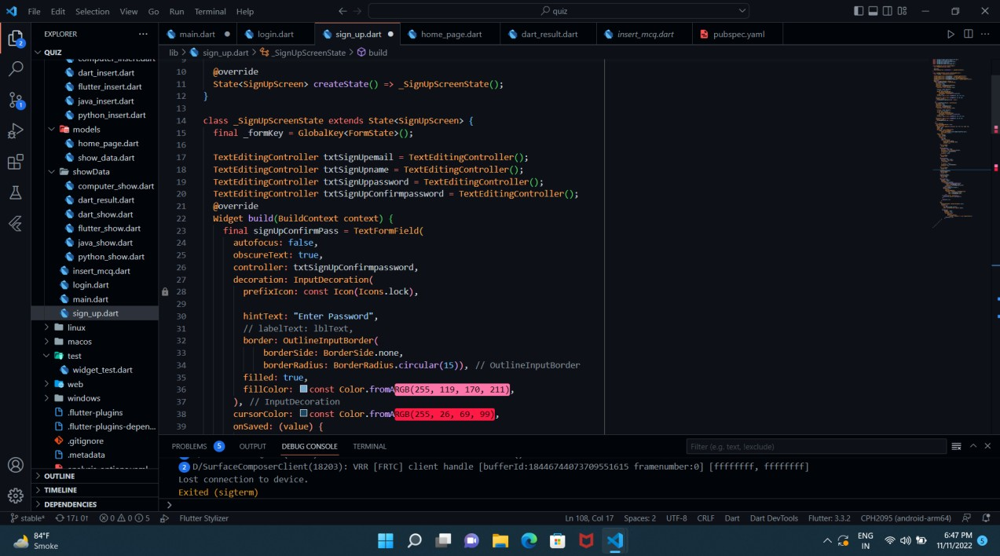 File Edit Selection View Go Run Terminal Help
quiz
EXPLORER
main.dart
login.dart
sign_up.dart
home_page.dart
dart_result.dart
insert_mcq.dart
pubspec.yaml
QUIZ
lib > sign_up.dart > _SignUpScreenState > build
computer_insert.dart
dart_insert.dart
flutter_insert.dart
java_insert.dart
python_insert.dart
models
home_page.dart
show_data.dart
showData
computer_show.dart
dart_result.dart
dart_show.dart
flutter_show.dart
java_show.dart
python_show.dart
insert_mcq.dart
login.dart
main.dart
sign_up.dart
linux
macos
test
widget_test.dart
web
windows
.flutter-plugins
.flutter-plugins-depen...
.gitignore
.metadata
analysis_options.yaml
OUTLINE
TIMELINE
DEPENDENCIES
2
1
9
10 @override
11 State<SignUpScreen> createState() => _SignUpScreenState();
12 }
13
14 class _SignUpScreenState extends State<SignUpScreen> {
15 final _formKey = GlobalKey<FormState>();
16
17 TextEditingController txtSignUpemail = TextEditingController();
18 TextEditingController txtSignUpname = TextEditingController();
19 TextEditingController txtSignUppassword = TextEditingController();
20 TextEditingController txtSignUpConfirmpassword = TextEditingController();
21 @override
22 Widget build(BuildContext context) {
23 final signUpConfirmPass = TextFormField(
24 autofocus: false,
25 obscureText: true,
26 controller: txtSignUpConfirmpassword,
27 decoration: InputDecoration(
28 prefixIcon: const Icon(Icons.lock),
29
30 hintText: "Enter Password",
31 // labelText: lblText,
32 border: OutlineInputBorder(
33 borderSide: BorderSide.none,
34 borderRadius: BorderRadius.circular(15)), // OutlineInputBorder
35 filled: true,
36 fillColor: const Color.fromARGB(255, 119, 170, 211),
37 ), // InputDecoration
38 cursorColor: const Color.fromARGB(255, 26, 69, 99),
39 onSaved: (value) {
PROBLEMS 5 OUTPUT DEBUG CONSOLE TERMINAL
Filter (e.g. text, !exclude)
2 D/SurfaceComposerClient(18203): VRR [FRTC] client handle [bufferId:18446744073709551615 framenumber:0] [ffffffff, ffffffff]
Lost connection to device.
Exited (sigterm)
stable* 17↓ 0↑ 0 0 5 Flutter Stylizer
Ln 108, Col 17 Spaces: 2 UTF-8 CRLF Dart Dart DevTools Flutter: 3.3.2 CPH2095 (android-arm64)
84°F
Smoke
ENG
IN
6:47 PM
11/11/2022
5